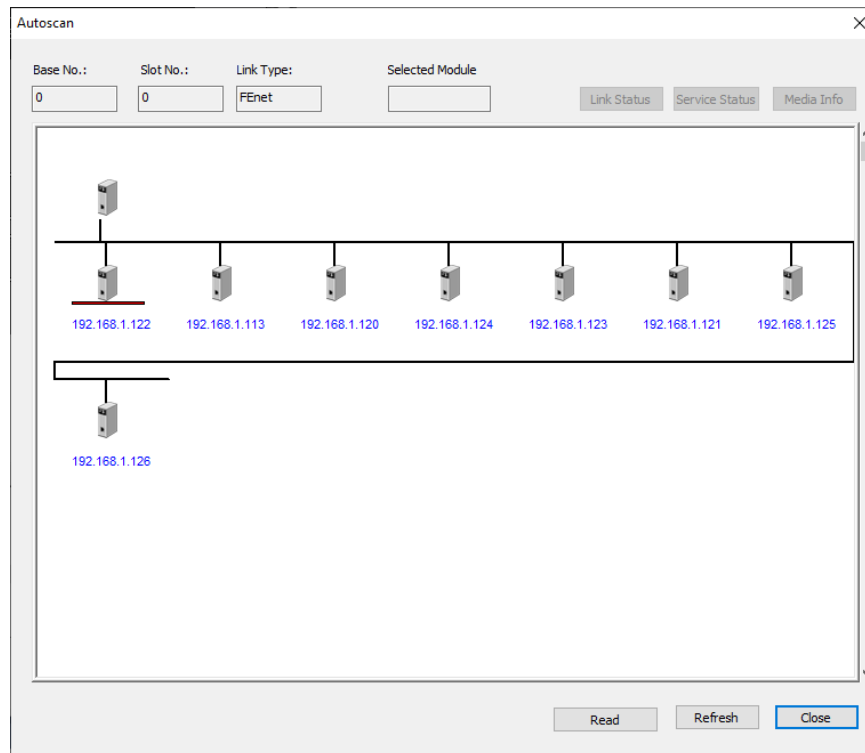 Autoscan
Base No.: Slot No.: Link Type: Selected Module
0 0 FEnet Link Status Service Status Media Info
192.168.1.122 192.168.1.113 192.168.1.120 192.168.1.124 192.168.1.123 192.168.1.121 192.168.1.125
192.168.1.126
Read Refresh Close